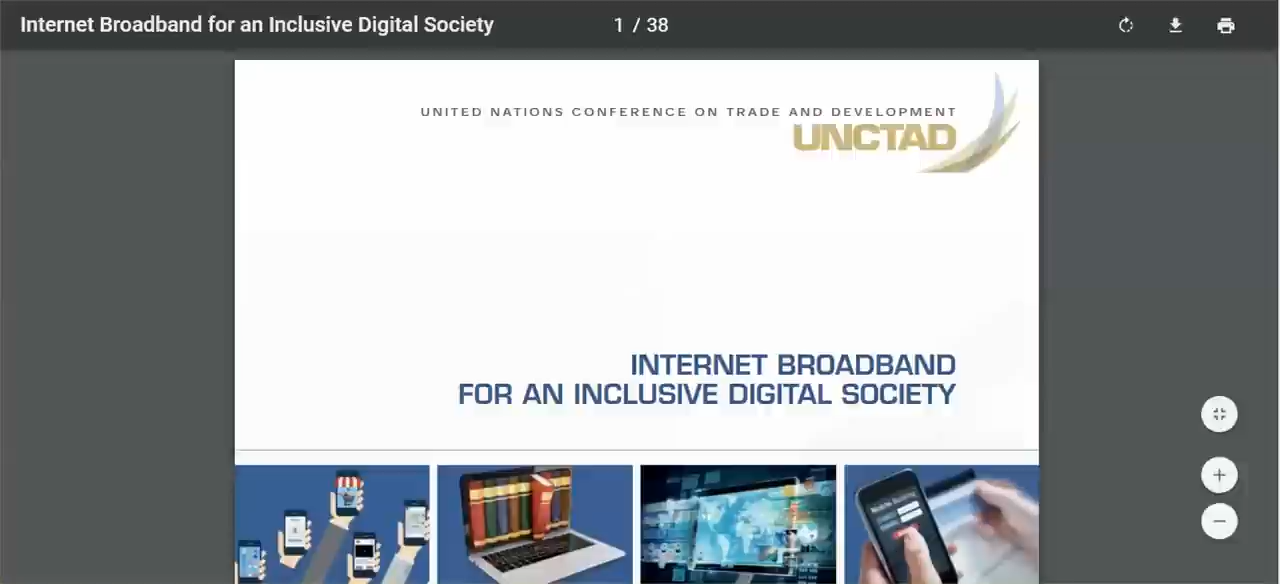 Internet Broadband for an Inclusive Digital Society
1 / 38
UNITED NATIONS CONFERENCE ON TRADE AND DEVELOPMENT
UNCTAD
INTERNET BROADBAND
FOR AN INCLUSIVE DIGITAL SOCIETY